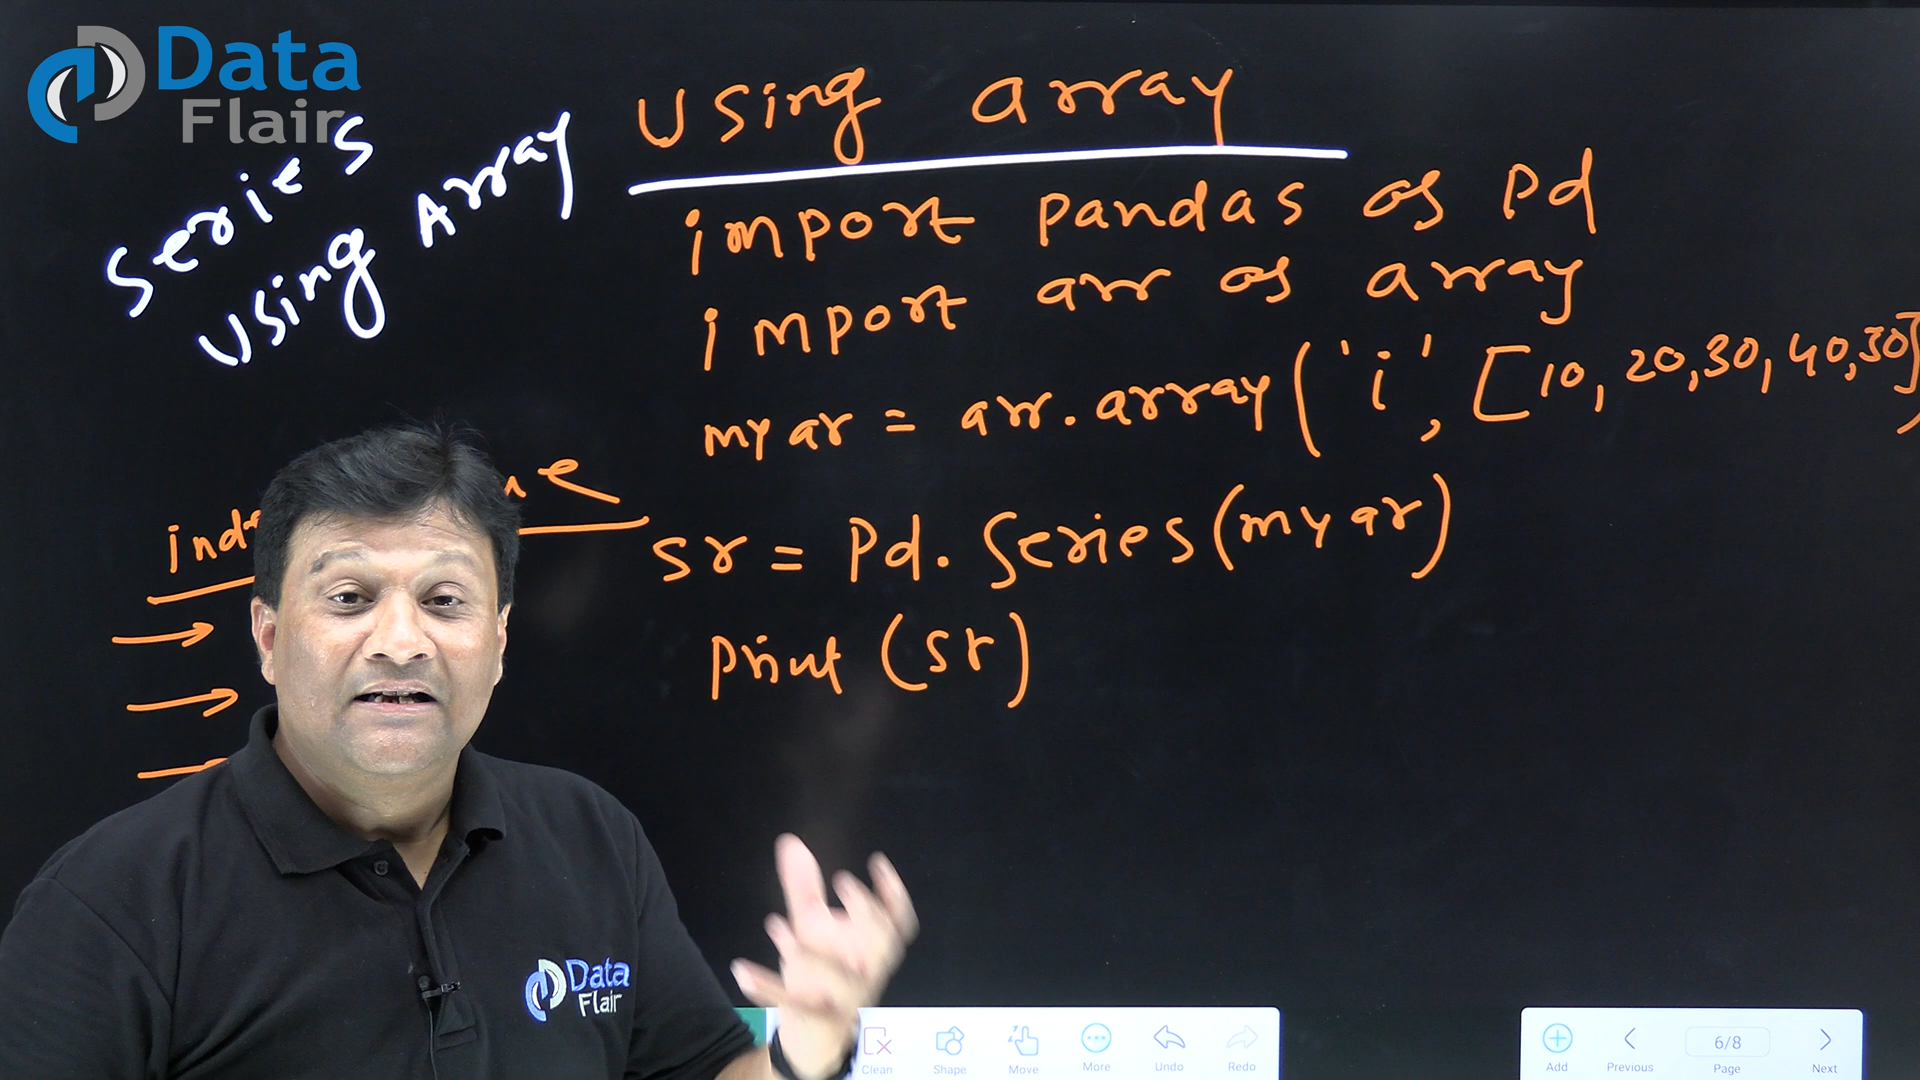 Data
Flair
Series
Using Array
Using array
import pandas as pd
import arr as array
myar = arr.array('i', [10, 20,30, 40,30])
sr = Pd.Series(myar)
Print (sr)
Data
Flair
Clean
Shape
Move
More
Undo
Redo
Add
Previous
6/8
Page
Next